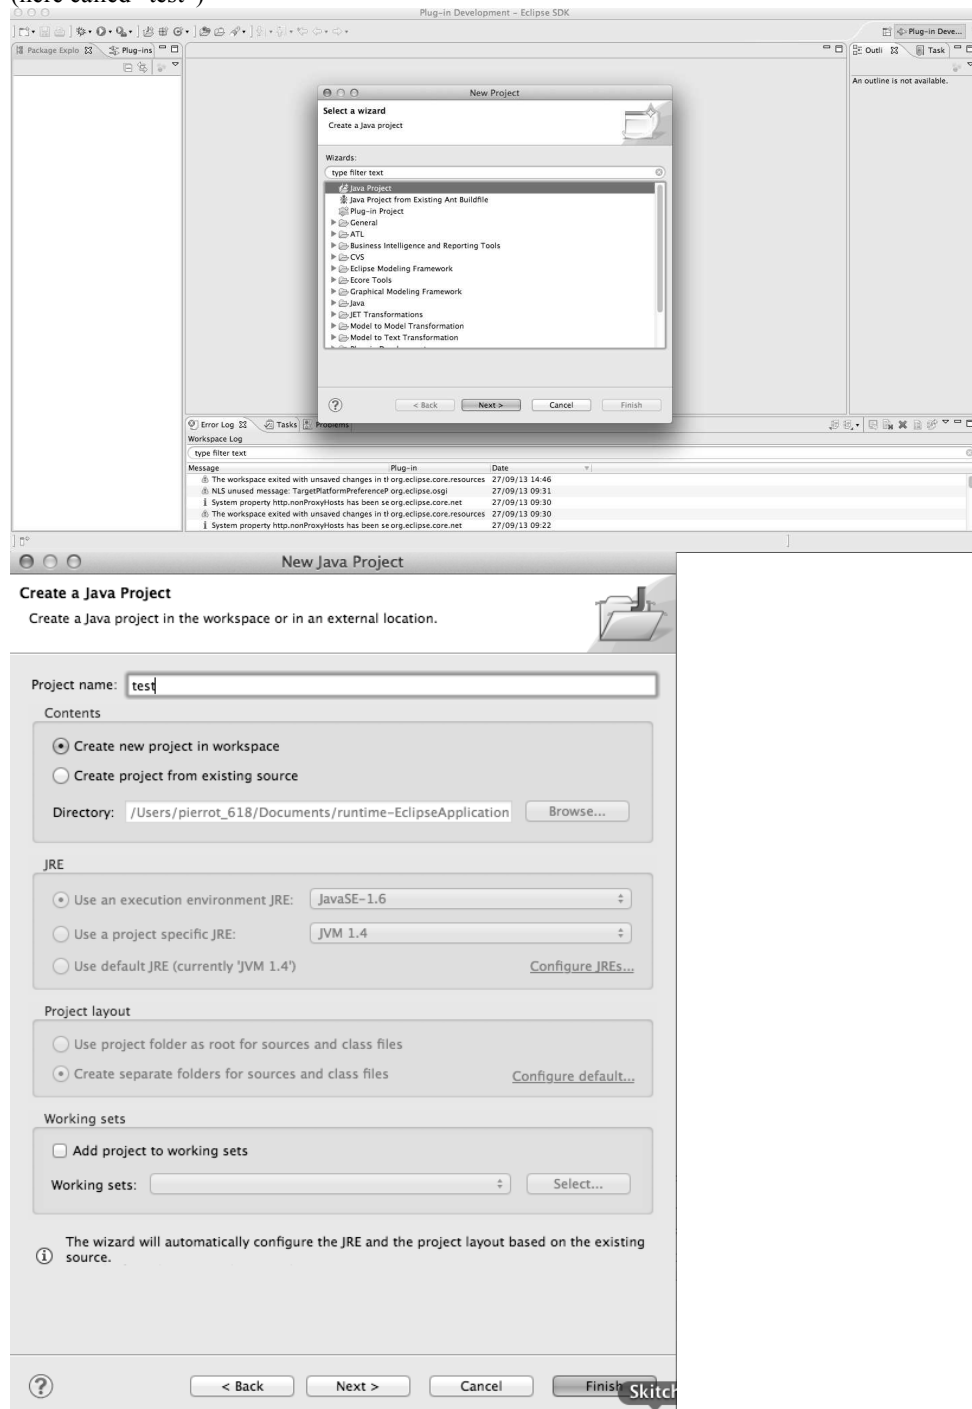 (here called "test")
Plug-in Development - Eclipse SDK
Plug-in Deve...
Package Explo
Plug-ins
Outli
Task
An outline is not available.
New Project
Select a wizard
Create a Java project
Wizards:
type filter text
Java Project
Java Project from Existing Ant Buildfile
Plug-in Project
General
ATL
Business Intelligence and Reporting Tools
CVS
Eclipse Modeling Framework
Ecore Tools
Graphical Modeling Framework
Java
JET Transformations
Model to Model Transformation
Model to Text Transformation
< Back Next > Cancel Finish
Error Log Tasks Problems
Workspace Log
type filter text
Message Plug-in Date
The workspace exited with unsaved changes in tl org.eclipse.core.resources 27/09/13 14:46
NLS unused message: TargetPlatformPreferenceP org.eclipse.osgi 27/09/13 09:31
System property http.nonProxyHosts has been se org.eclipse.core.net 27/09/13 09:30
The workspace exited with unsaved changes in tl org.eclipse.core.resources 27/09/13 09:30
System property http.nonProxyHosts has been se org.eclipse.core.net 27/09/13 09:22
New Java Project
Create a Java Project
Create a Java project in the workspace or in an external location.
Project name: test
Contents
Create new project in workspace
Create project from existing source
Directory: /Users/pierrot_618/Documents/runtime-EclipseApplication Browse...
JRE
Use an execution environment JRE: JavaSE-1.6
Use a project specific JRE: JVM 1.4
Use default JRE (currently 'JVM 1.4') Configure JREs...
Project layout
Use project folder as root for sources and class files
Create separate folders for sources and class files Configure default...
Working sets
Add project to working sets
Working sets: Select...
The wizard will automatically configure the JRE and the project layout based on the existing
source.
< Back Next > Cancel Finish
Skitch